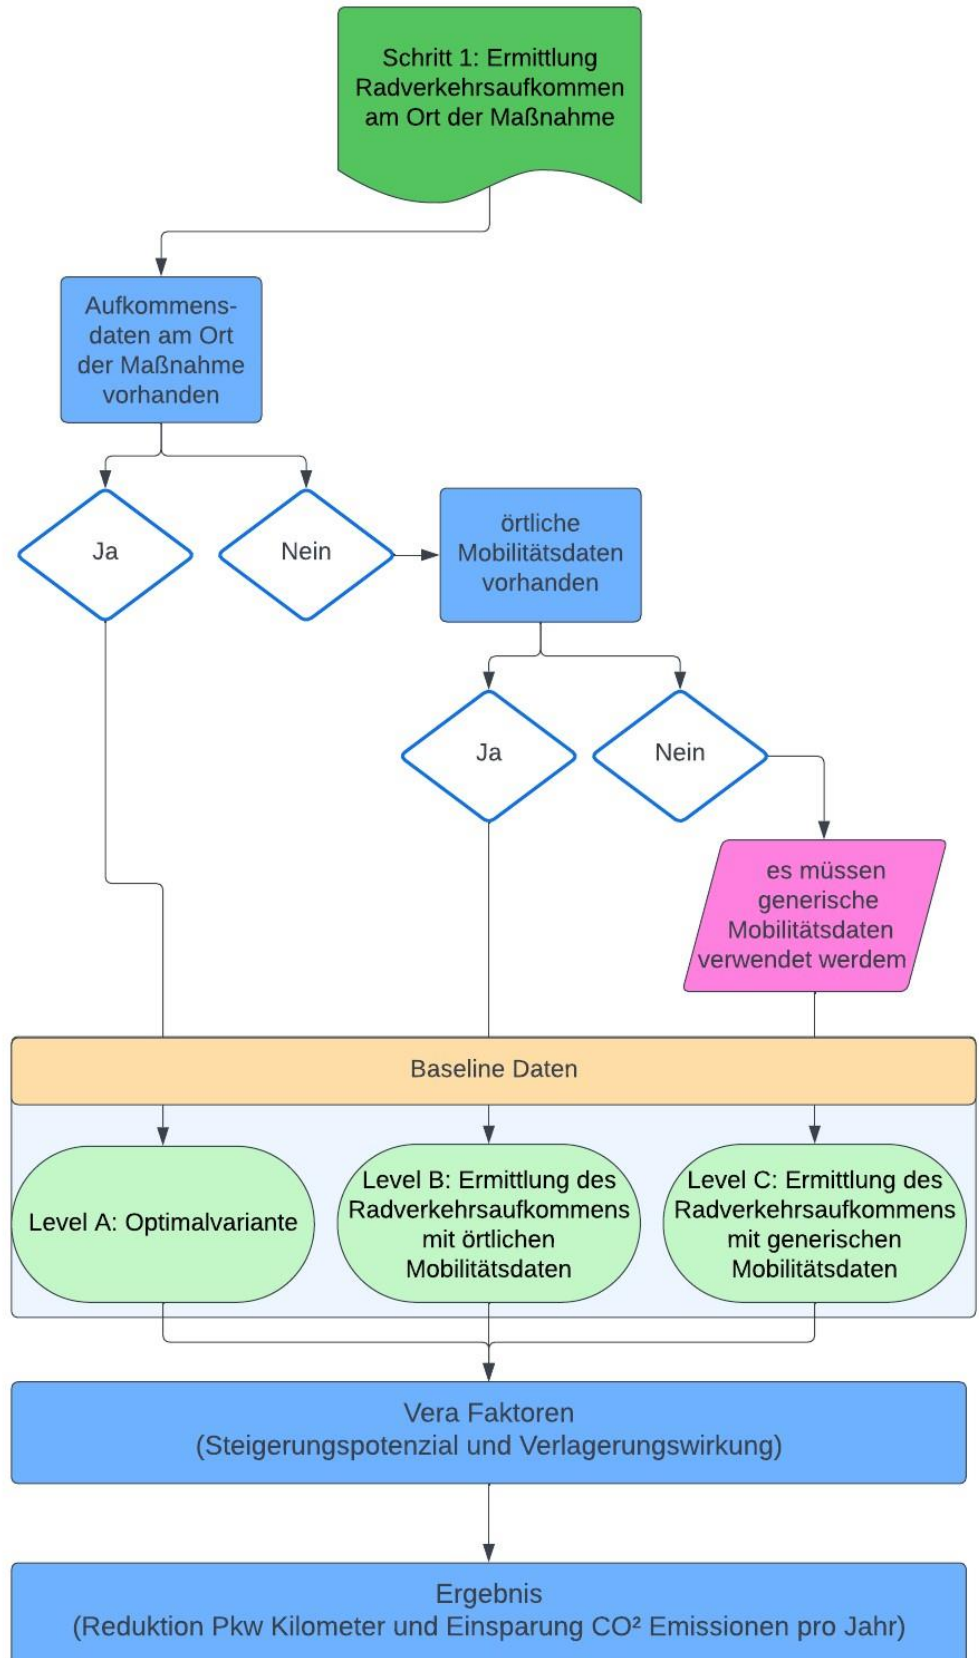 Schritt 1: Ermittlung
Radverkehrsaufkommen
am Ort der Maßnahme
Aufkommens-
daten am Ort
der Maßnahme
vorhanden
Ja
Nein
örtliche
Mobilitätsdaten
vorhanden
Ja
Nein
es müssen
generische
Mobilitätsdaten
verwendet werdem
Baseline Daten
Level A: Optimalvariante
Level B: Ermittlung des
Radverkehrsaufkommens
mit örtlichen
Mobilitätsdaten
Level C: Ermittlung des
Radverkehrsaufkommens
mit generischen
Mobilitätsdaten
Vera Faktoren
(Steigerungspotenzial und Verlagerungswirkung)
Ergebnis
(Reduktion Pkw Kilometer und Einsparung CO² Emissionen pro Jahr)